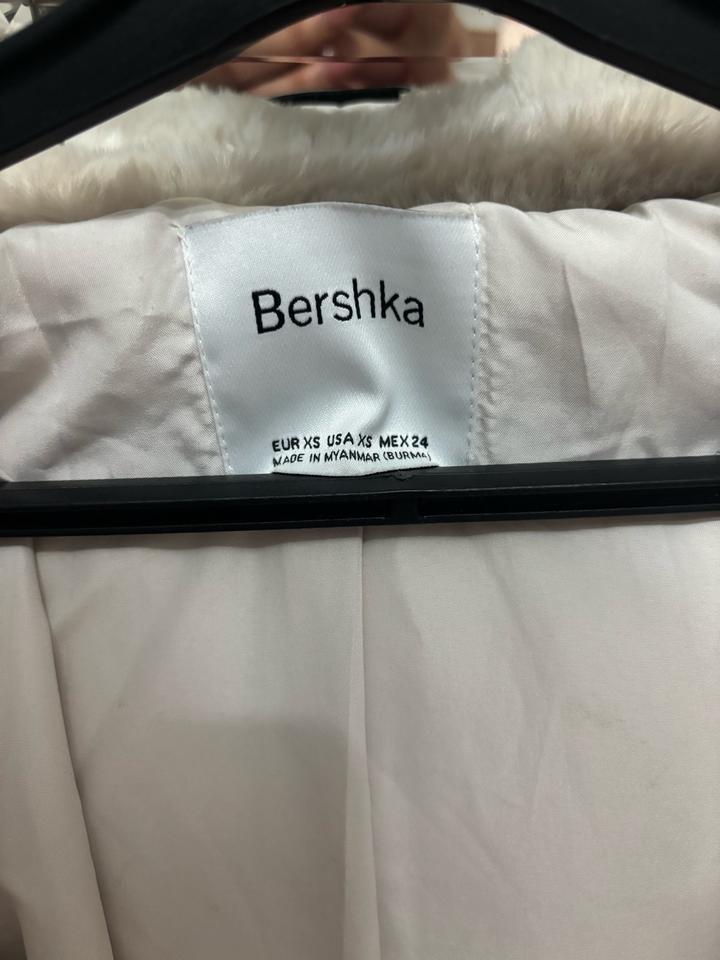 Bershka
EUR XS USA XS MEX 24
MADE IN MYANMAR (BURMA)